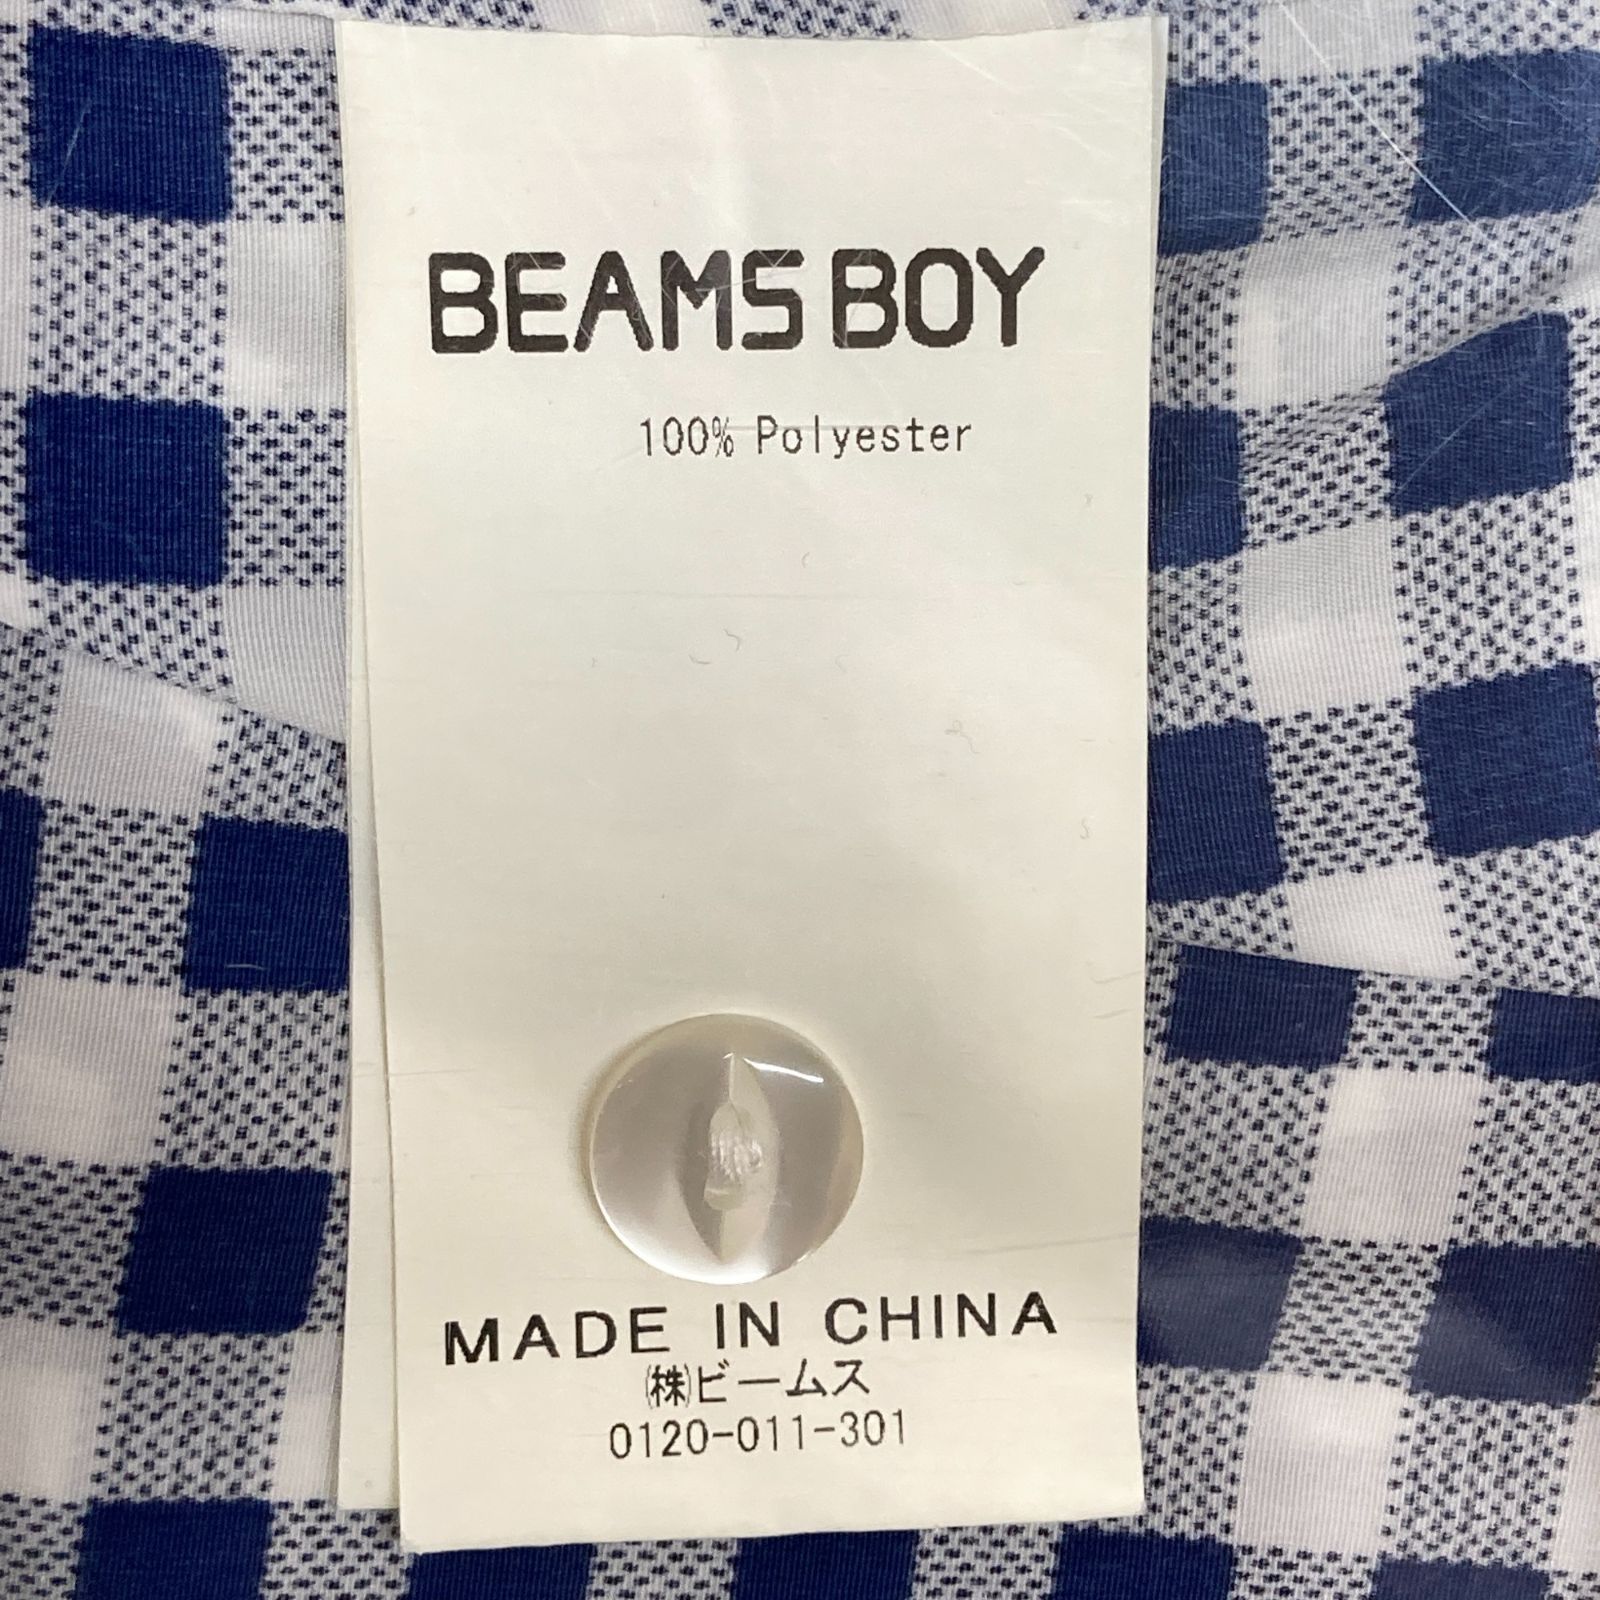 BEAMS BOY
100% Polyester
MADE IN CHINA
㈱ビームス
0120-011-301